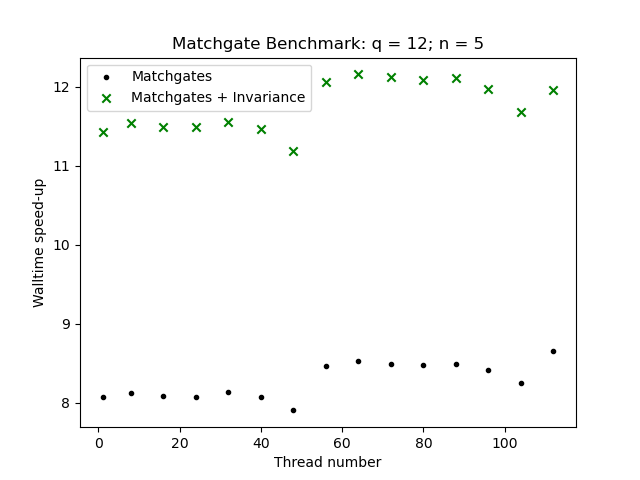 Matchgate Benchmark: q = 12; n = 5
Matchgates
Matchgates + Invariance
Walltime speed-up
12
11
10
9
8
0 20 40 60 80 100
Thread number